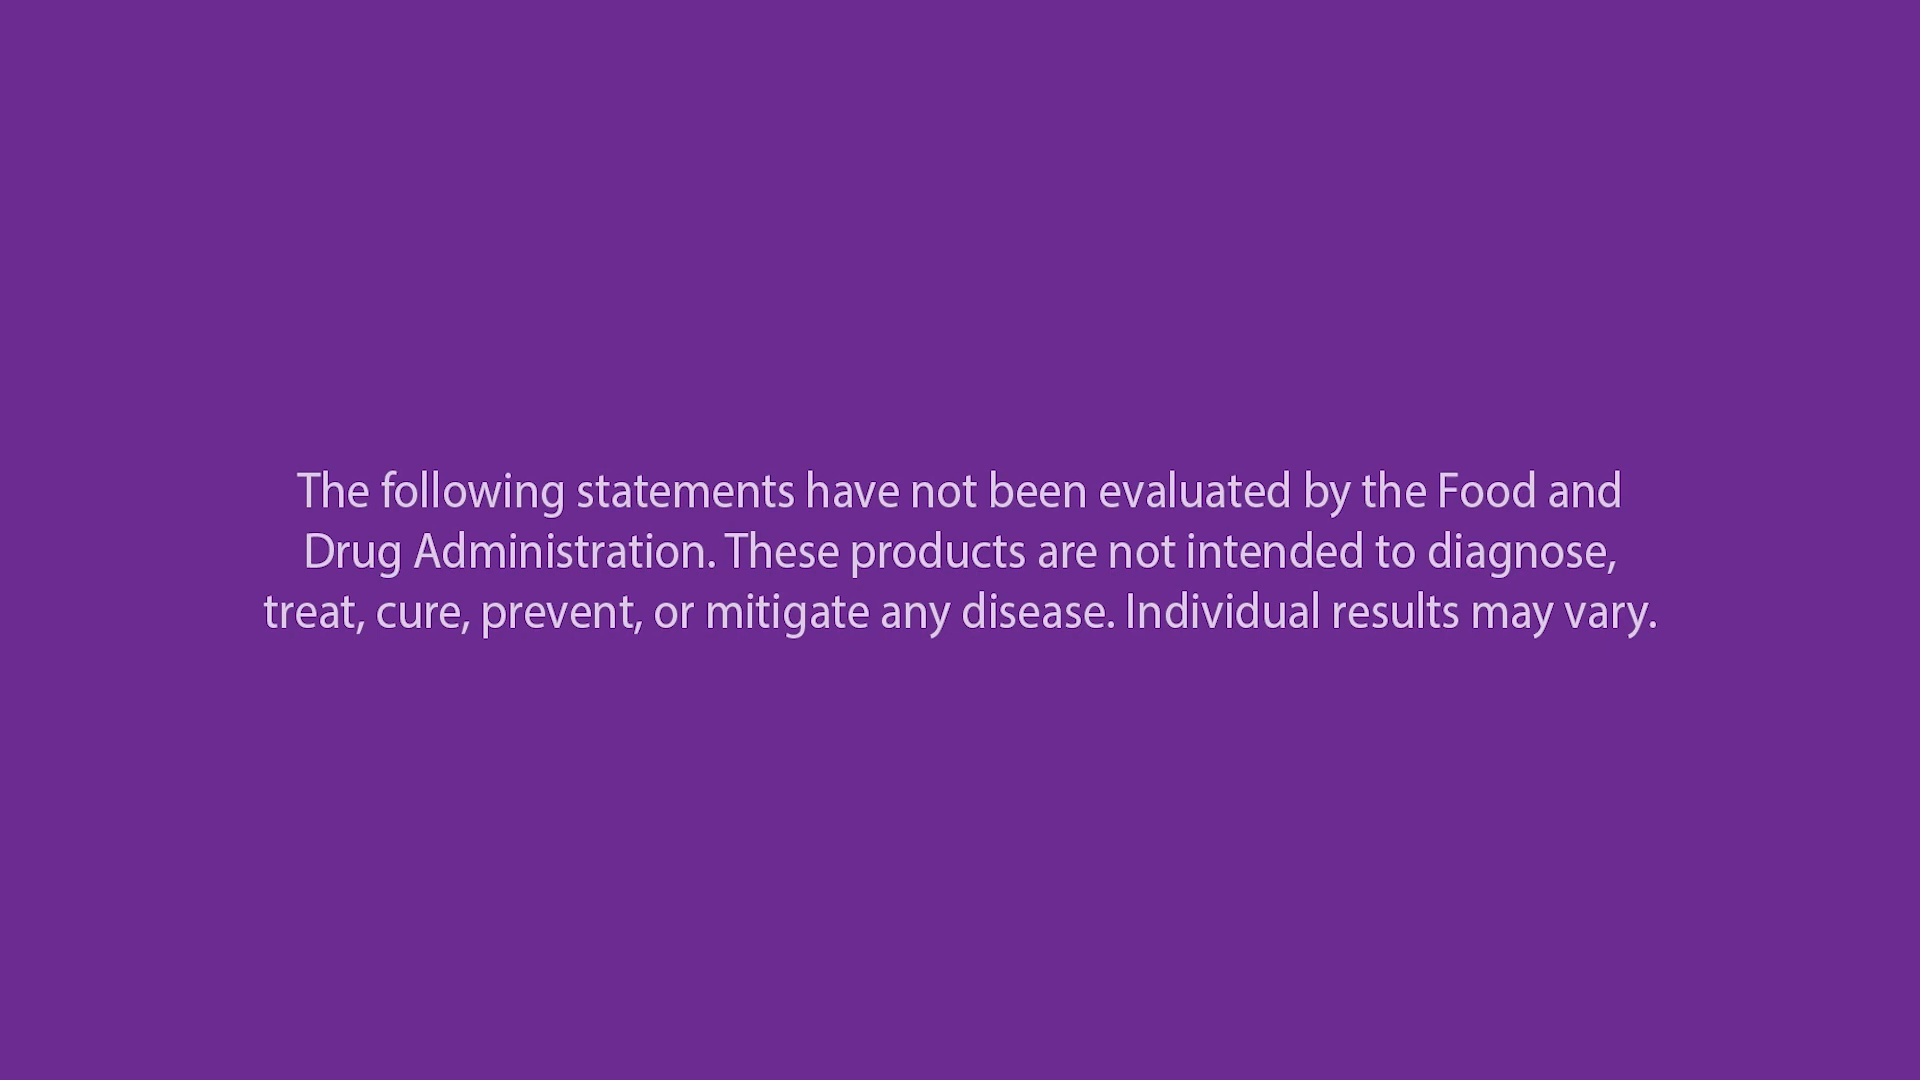 The following statements have not been evaluated by the Food and
Drug Administration. These products are not intended to diagnose,
treat, cure, prevent, or mitigate any disease. Individual results may vary.